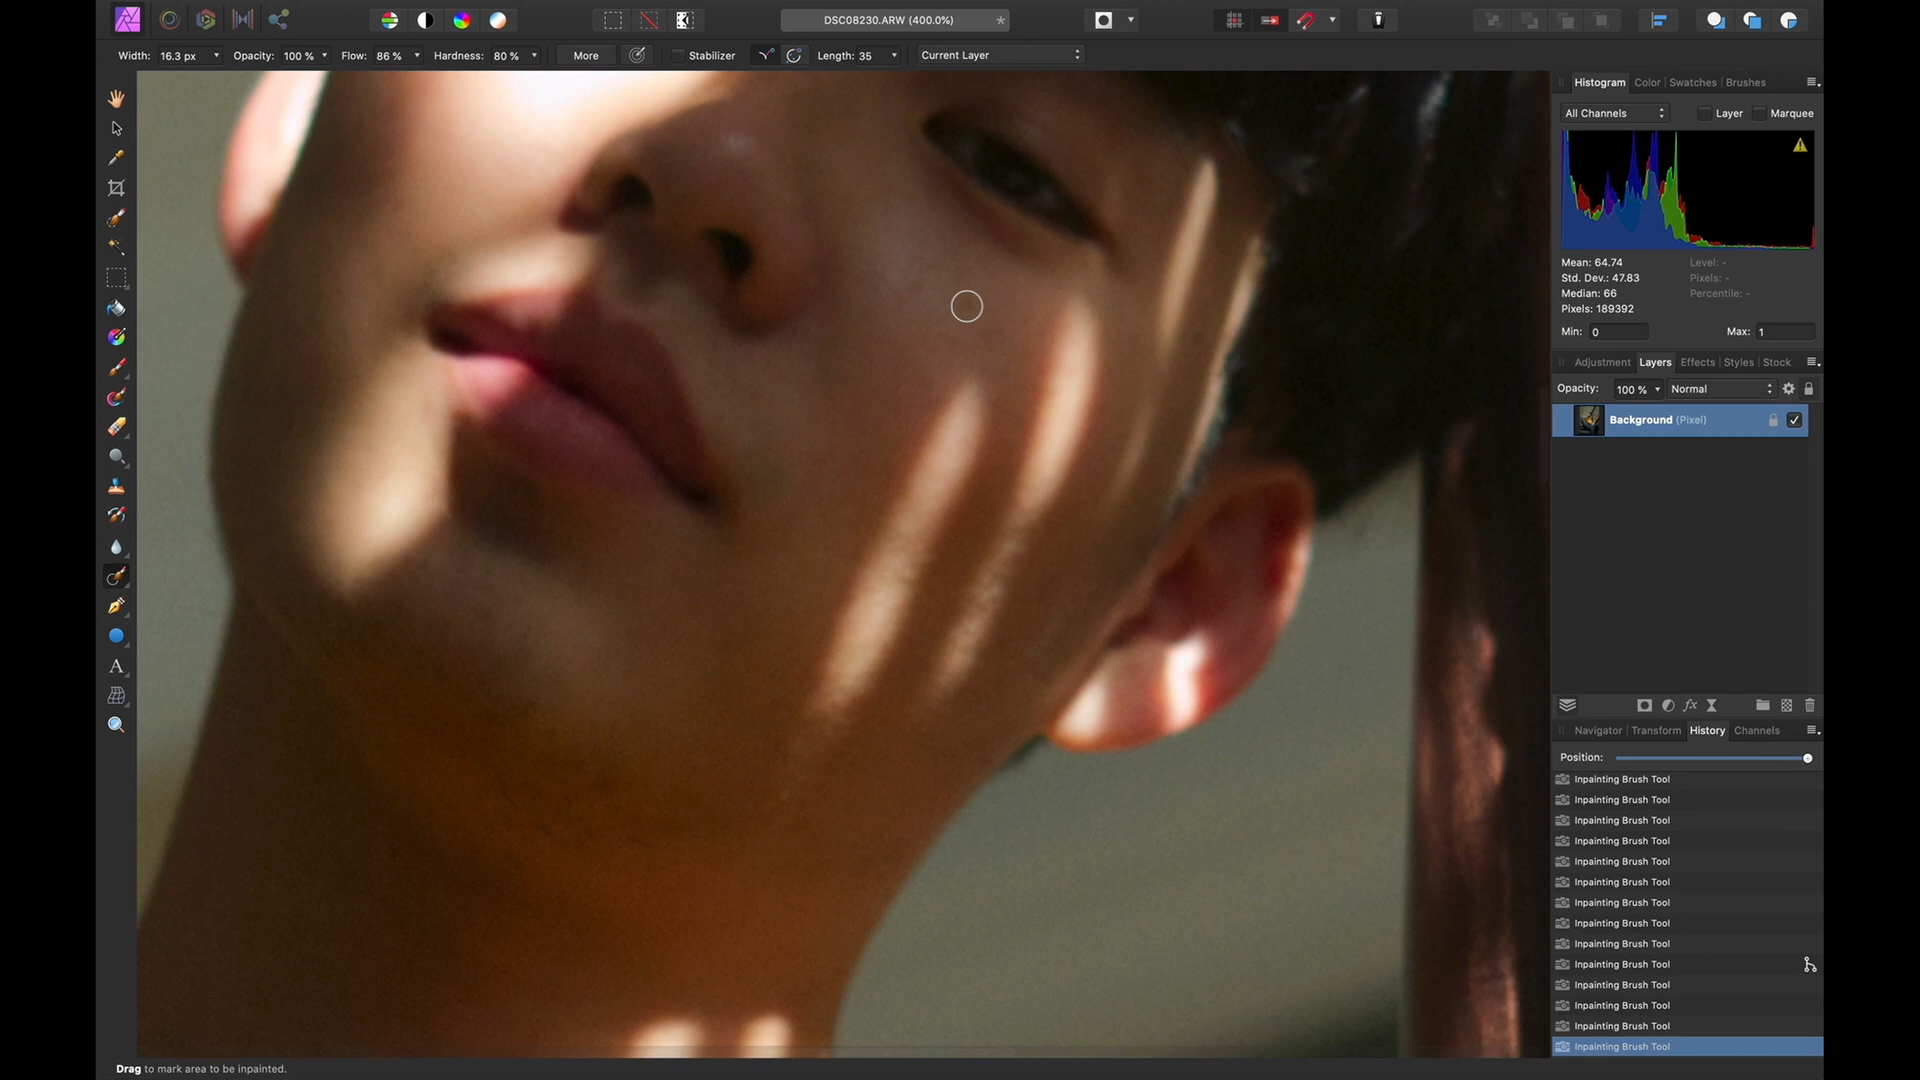 DSC08230.ARW (400.0%)
Width: 16.3 px Opacity: 100 % Flow: 86 % Hardness: 80 % More Stabilizer Length: 35 Current Layer
Histogram Color Swatches Brushes
All Channels Layer Marquee
Mean: 64.74 Level: -
Std. Dev.: 47.83 Pixels: -
Median: 66 Percentile: -
Pixels: 189392
Min: 0 Max: 1
Adjustment Layers Effects Styles Stock
Opacity: 100 % Normal
Background (Pixel)
Navigator Transform History Channels
Position:
Inpainting Brush Tool
Inpainting Brush Tool
Inpainting Brush Tool
Inpainting Brush Tool
Inpainting Brush Tool
Inpainting Brush Tool
Inpainting Brush Tool
Inpainting Brush Tool
Inpainting Brush Tool
Inpainting Brush Tool
Inpainting Brush Tool
Inpainting Brush Tool
Inpainting Brush Tool
Inpainting Brush Tool
Drag to mark area to be inpainted.